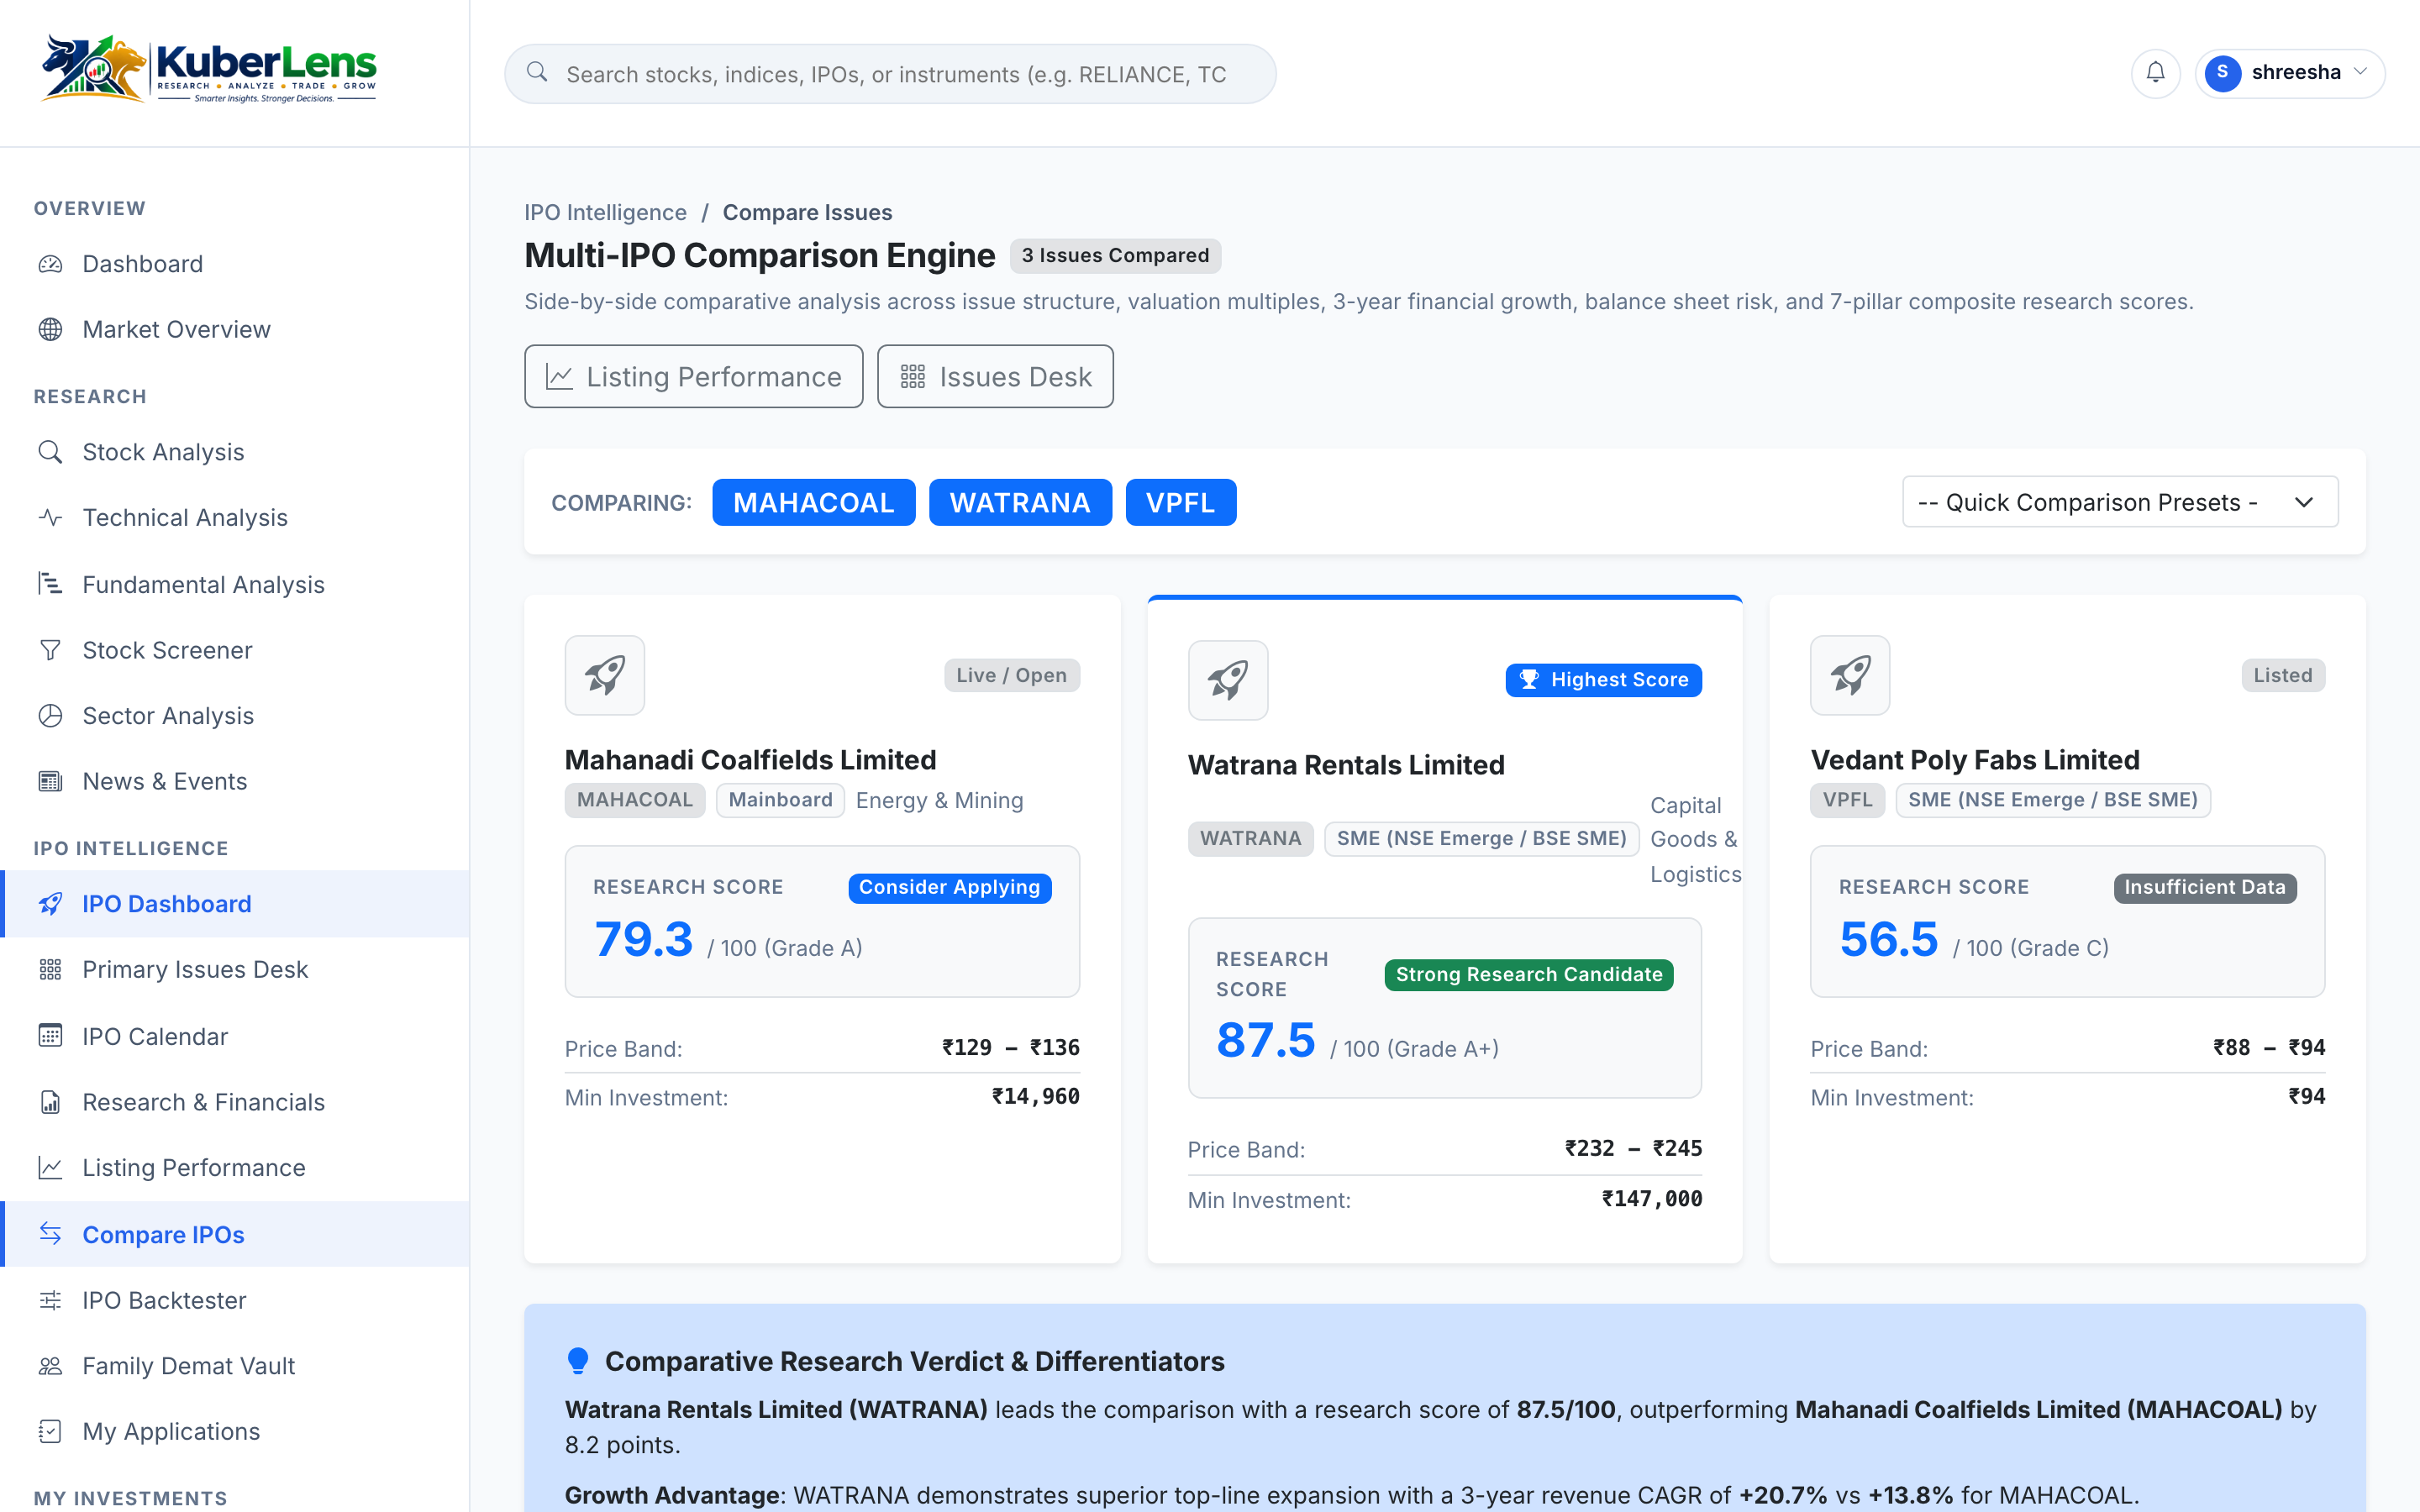 KuberLens
RESEARCH • ANALYZE • TRADE • GROW
Smarter Insights. Stronger Decisions.
Search stocks, indices, IPOs, or instruments (e.g. RELIANCE, TC
S
shreesha
OVERVIEW
Dashboard
Market Overview
RESEARCH
Stock Analysis
Technical Analysis
Fundamental Analysis
Stock Screener
Sector Analysis
News & Events
IPO INTELLIGENCE
IPO Dashboard
Primary Issues Desk
IPO Calendar
Research & Financials
Listing Performance
Compare IPOs
IPO Backtester
Family Demat Vault
My Applications
MY INVESTMENTS
IPO Intelligence / Compare Issues
Multi-IPO Comparison Engine 3 Issues Compared
Side-by-side comparative analysis across issue structure, valuation multiples, 3-year financial growth, balance sheet risk, and 7-pillar composite research scores.
Listing Performance Issues Desk
COMPARING: MAHACOAL WATRANA VPFL
-- Quick Comparison Presets -
Live / Open
Mahanadi Coalfields Limited
MAHACOAL Mainboard Energy & Mining
RESEARCH SCORE Consider Applying
79.3 / 100 (Grade A)
Price Band: ₹129 – ₹136
Min Investment: ₹14,960
Highest Score
Watrana Rentals Limited
WATRANA SME (NSE Emerge / BSE SME) Capital
Goods &
Logistics
RESEARCH
SCORE
Strong Research Candidate
87.5 / 100 (Grade A+)
Price Band: ₹232 – ₹245
Min Investment: ₹147,000
Listed
Vedant Poly Fabs Limited
VPFL SME (NSE Emerge / BSE SME)
RESEARCH SCORE Insufficient Data
56.5 / 100 (Grade C)
Price Band: ₹88 – ₹94
Min Investment: ₹94
Comparative Research Verdict & Differentiators
Watrana Rentals Limited (WATRANA) leads the comparison with a research score of 87.5/100, outperforming Mahanadi Coalfields Limited (MAHACOAL) by
8.2 points.
Growth Advantage: WATRANA demonstrates superior top-line expansion with a 3-year revenue CAGR of +20.7% vs +13.8% for MAHACOAL.